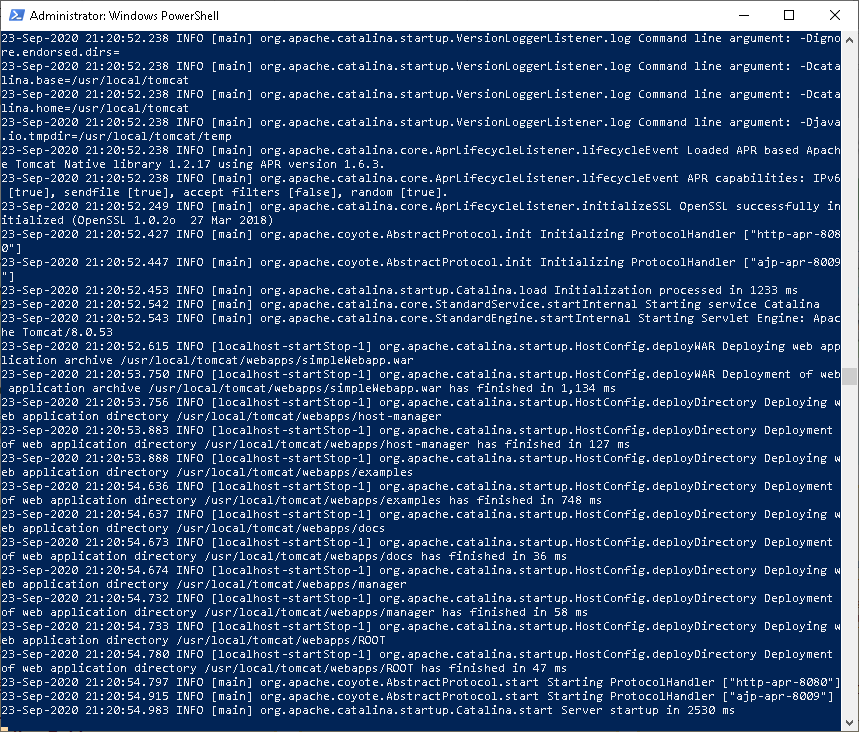 Administrator: Windows PowerShell
23-Sep-2020 21:20:52.238 INFO [main] org.apache.catalina.startup.VersionLoggerListener.log Command line argument: -Digno
re.endorsed.dirs=
23-Sep-2020 21:20:52.238 INFO [main] org.apache.catalina.startup.VersionLoggerListener.log Command line argument: -Dcata
lina.base=/usr/local/tomcat
23-Sep-2020 21:20:52.238 INFO [main] org.apache.catalina.startup.VersionLoggerListener.log Command line argument: -Dcata
lina.home=/usr/local/tomcat
23-Sep-2020 21:20:52.238 INFO [main] org.apache.catalina.startup.VersionLoggerListener.log Command line argument: -Djava
.io.tmpdir=/usr/local/tomcat/temp
23-Sep-2020 21:20:52.238 INFO [main] org.apache.catalina.core.AprLifecycleListener.lifecycleEvent Loaded APR based Apach
e Tomcat Native library 1.2.17 using APR version 1.6.3.
23-Sep-2020 21:20:52.238 INFO [main] org.apache.catalina.core.AprLifecycleListener.lifecycleEvent APR capabilities: IPv6
[true], sendfile [true], accept filters [false], random [true].
23-Sep-2020 21:20:52.249 INFO [main] org.apache.catalina.core.AprLifecycleListener.initializeSSL OpenSSL successfully in
itialized (OpenSSL 1.0.2o  27 Mar 2018)
23-Sep-2020 21:20:52.427 INFO [main] org.apache.coyote.AbstractProtocol.init Initializing ProtocolHandler ["http-apr-808
0"]
23-Sep-2020 21:20:52.447 INFO [main] org.apache.coyote.AbstractProtocol.init Initializing ProtocolHandler ["ajp-apr-8009
"]
23-Sep-2020 21:20:52.453 INFO [main] org.apache.catalina.startup.Catalina.load Initialization processed in 1233 ms
23-Sep-2020 21:20:52.542 INFO [main] org.apache.catalina.core.StandardService.startInternal Starting service Catalina
23-Sep-2020 21:20:52.543 INFO [main] org.apache.catalina.core.StandardEngine.startInternal Starting Servlet Engine: Apac
he Tomcat/8.0.53
23-Sep-2020 21:20:52.615 INFO [localhost-startStop-1] org.apache.catalina.startup.HostConfig.deployWAR Deploying web app
lication archive /usr/local/tomcat/webapps/simpleWebapp.war
23-Sep-2020 21:20:53.750 INFO [localhost-startStop-1] org.apache.catalina.startup.HostConfig.deployWAR Deployment of web
application archive /usr/local/tomcat/webapps/simpleWebapp.war has finished in 1,134 ms
23-Sep-2020 21:20:53.756 INFO [localhost-startStop-1] org.apache.catalina.startup.HostConfig.deployDirectory Deploying w
eb application directory /usr/local/tomcat/webapps/host-manager
23-Sep-2020 21:20:53.883 INFO [localhost-startStop-1] org.apache.catalina.startup.HostConfig.deployDirectory Deployment
of web application directory /usr/local/tomcat/webapps/host-manager has finished in 127 ms
23-Sep-2020 21:20:53.888 INFO [localhost-startStop-1] org.apache.catalina.startup.HostConfig.deployDirectory Deploying w
eb application directory /usr/local/tomcat/webapps/examples
23-Sep-2020 21:20:54.636 INFO [localhost-startStop-1] org.apache.catalina.startup.HostConfig.deployDirectory Deployment
of web application directory /usr/local/tomcat/webapps/examples has finished in 748 ms
23-Sep-2020 21:20:54.637 INFO [localhost-startStop-1] org.apache.catalina.startup.HostConfig.deployDirectory Deploying w
eb application directory /usr/local/tomcat/webapps/docs
23-Sep-2020 21:20:54.673 INFO [localhost-startStop-1] org.apache.catalina.startup.HostConfig.deployDirectory Deployment
of web application directory /usr/local/tomcat/webapps/docs has finished in 36 ms
23-Sep-2020 21:20:54.674 INFO [localhost-startStop-1] org.apache.catalina.startup.HostConfig.deployDirectory Deploying w
eb application directory /usr/local/tomcat/webapps/manager
23-Sep-2020 21:20:54.732 INFO [localhost-startStop-1] org.apache.catalina.startup.HostConfig.deployDirectory Deployment
of web application directory /usr/local/tomcat/webapps/manager has finished in 58 ms
23-Sep-2020 21:20:54.733 INFO [localhost-startStop-1] org.apache.catalina.startup.HostConfig.deployDirectory Deploying w
eb application directory /usr/local/tomcat/webapps/ROOT
23-Sep-2020 21:20:54.780 INFO [localhost-startStop-1] org.apache.catalina.startup.HostConfig.deployDirectory Deployment
of web application directory /usr/local/tomcat/webapps/ROOT has finished in 47 ms
23-Sep-2020 21:20:54.797 INFO [main] org.apache.coyote.AbstractProtocol.start Starting ProtocolHandler ["http-apr-8080"]
23-Sep-2020 21:20:54.915 INFO [main] org.apache.coyote.AbstractProtocol.start Starting ProtocolHandler ["ajp-apr-8009"]
23-Sep-2020 21:20:54.983 INFO [main] org.apache.catalina.startup.Catalina.start Server startup in 2530 ms